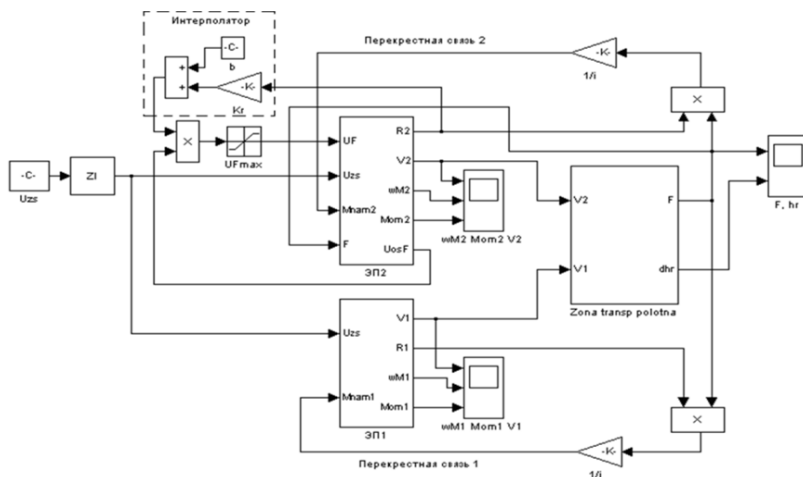 Интерполятор
-C-
b
-K-
Kr
+
+
Перекрестная связь 2
-K-
1/i
X
X
UFmax
-C-
Uzs
ZI
UF
Uzs
Mnam2
F
R2
V2
wM2
Mom2
UosF
ЭП2
wM2 Mom2 V2
V2
V1
F
dhr
Zona transp polotna
F, hr
Uzs
Mnam1
V1
R1
wM1
Mom1
ЭП1
wM1 Mom1 V1
X
-K-
1/i
Перекрестная связь 1